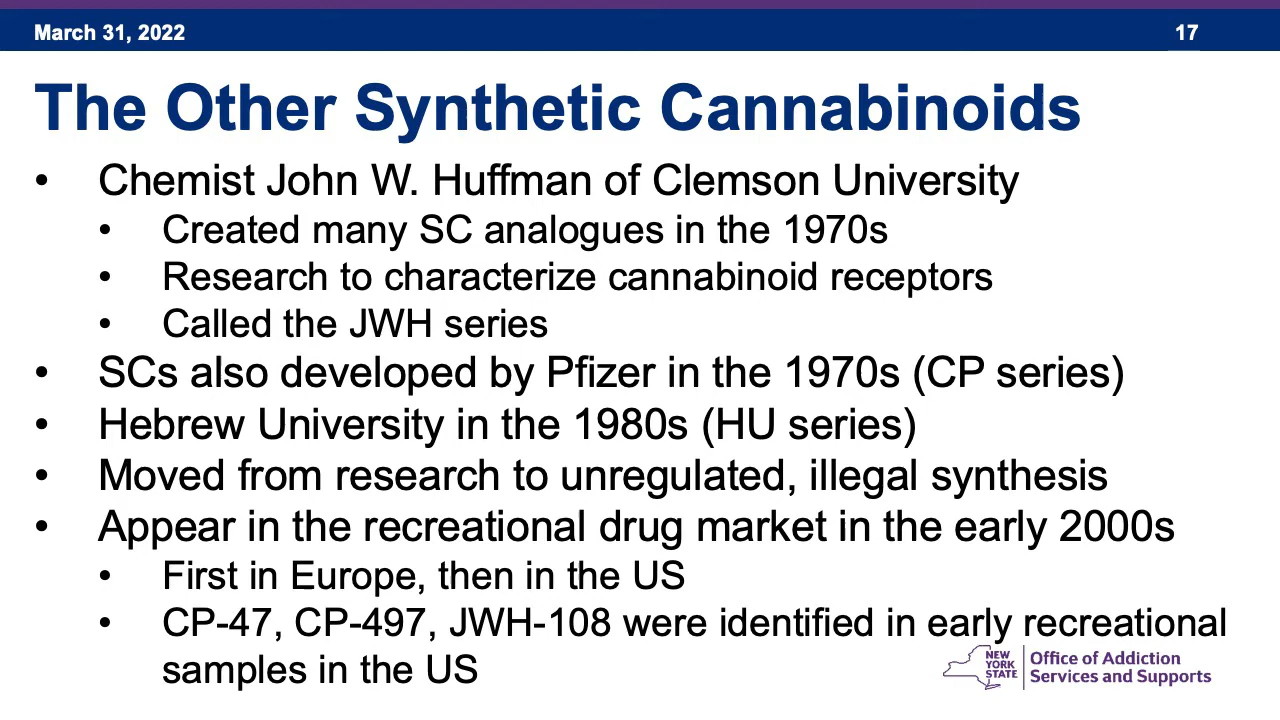 March 31, 2022
17
The Other Synthetic Cannabinoids
• Chemist John W. Huffman of Clemson University
• Created many SC analogues in the 1970s
• Research to characterize cannabinoid receptors
• Called the JWH series
• SCs also developed by Pfizer in the 1970s (CP series)
• Hebrew University in the 1980s (HU series)
• Moved from research to unregulated, illegal synthesis
• Appear in the recreational drug market in the early 2000s
• First in Europe, then in the US
• CP-47, CP-497, JWH-108 were identified in early recreational
samples in the US
NEW
YORK
STATE
Office of Addiction
Services and Supports